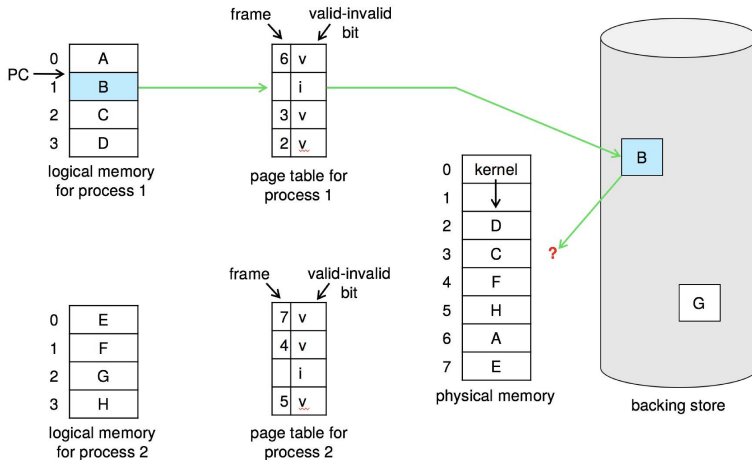 frame
valid-invalid
bit
PC
0 A
1 B
2 C
3 D
6 v
i
3 v
2 v
logical memory
for process 1
page table for
process 1
B
0 kernel
1
2 D
3 C
4 F
5 H
6 A
7 E
?
physical memory
G
backing store
frame
valid-invalid
bit
0 E
1 F
2 G
3 H
7 v
4 v
i
5 v
logical memory
for process 2
page table for
process 2